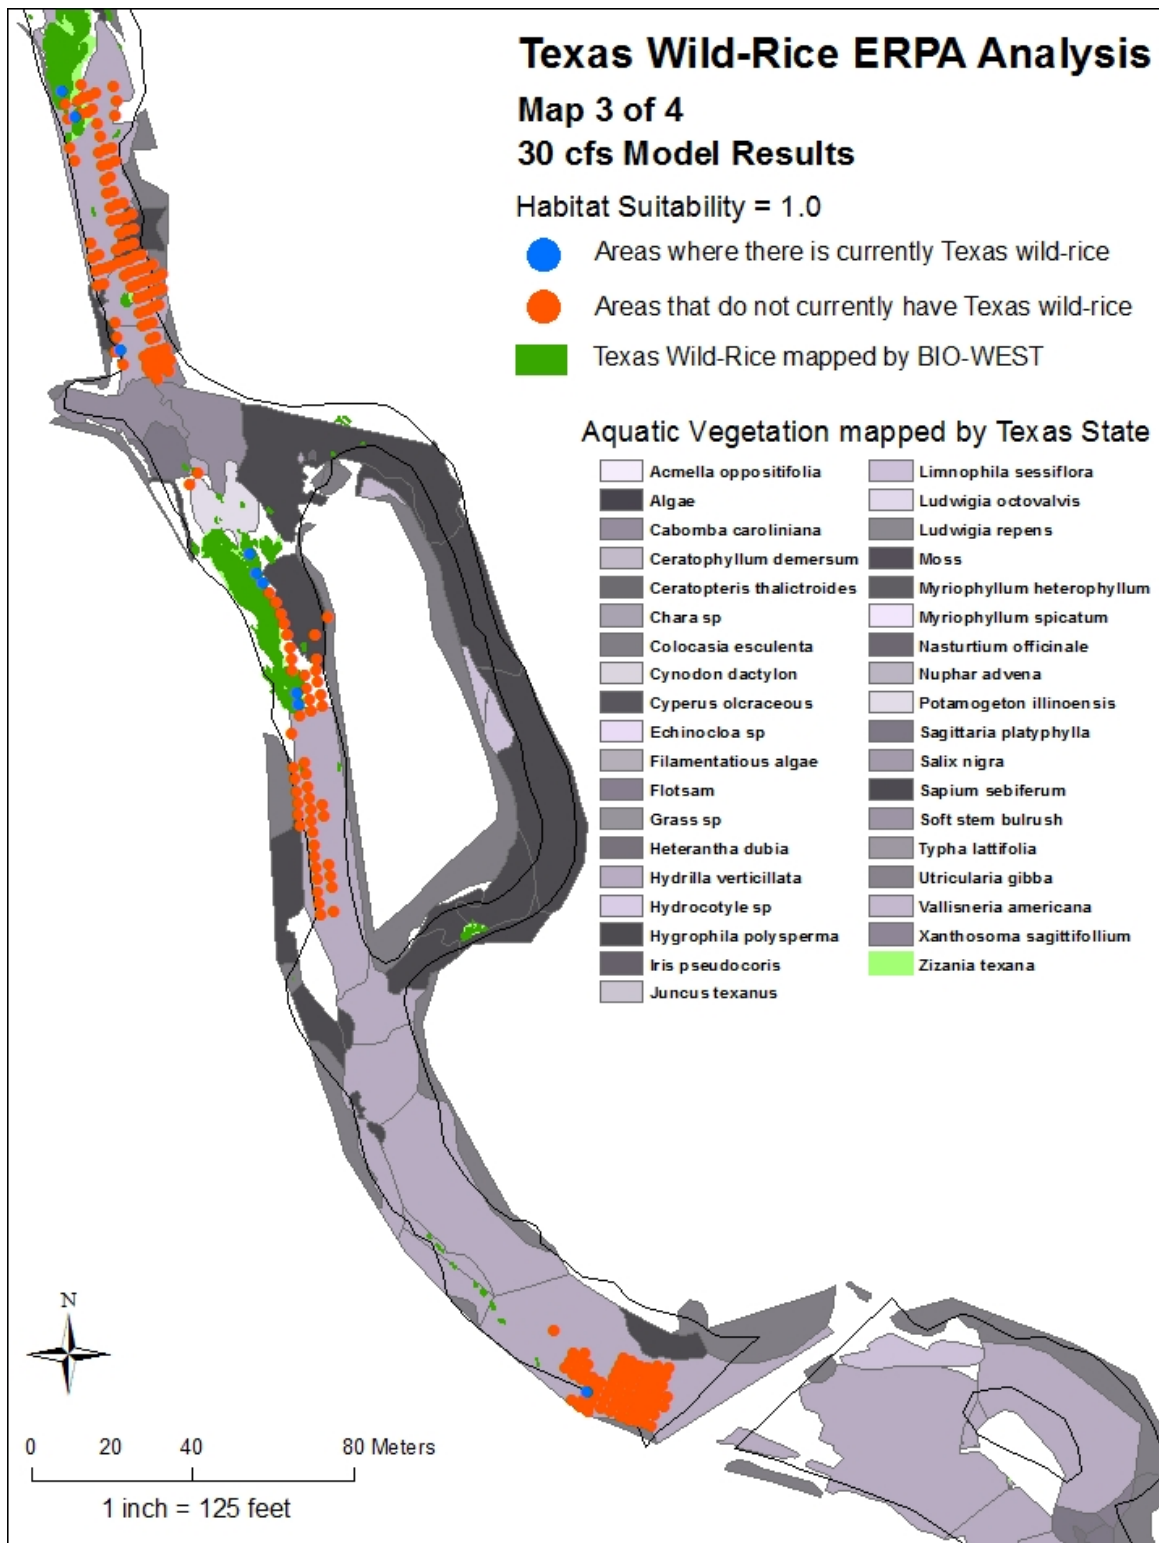 Texas Wild-Rice ERPA Analysis
Map 3 of 4
30 cfs Model Results
Habitat Suitability = 1.0
Areas where there is currently Texas wild-rice
Areas that do not currently have Texas wild-rice
Texas Wild-Rice mapped by BIO-WEST
Aquatic Vegetation mapped by Texas State
Acmella oppositifolia
Algae
Cabomba caroliniana
Ceratophyllum demersum
Ceratopteris thalictroides
Chara sp
Colocasia esculenta
Cynodon dactylon
Cyperus olcraceous
Echinocloa sp
Filamentatious algae
Flotsam
Grass sp
Heterantha dubia
Hydrilla verticillata
Hydrocotyle sp
Hygrophila polysperma
Iris pseudocoris
Juncus texanus
Limnophila sessiflora
Ludwigia octovalvis
Ludwigia repens
Moss
Myriophyllum heterophyllum
Myriophyllum spicatum
Nasturtium officinale
Nuphar advena
Potamogeton illinoensis
Sagittaria platyphylla
Salix nigra
Sapium sebiferum
Soft stem bulrush
Typha lattifolia
Utricularia gibba
Vallisneria americana
Xanthosoma sagittifollium
Zizania texana
N
0 20 40 80 Meters
1 inch = 125 feet